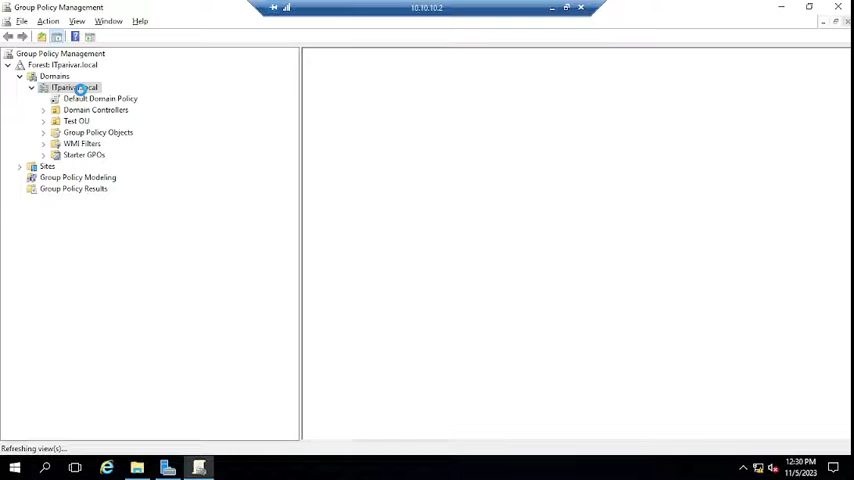 Group Policy Management
10.10.10.2
File Action View Window Help
Group Policy Management
Forest: ITparivar.local
Domains
ITparivar.local
Default Domain Policy
Domain Controllers
Test OU
Group Policy Objects
WMI Filters
Starter GPOs
Sites
Group Policy Modeling
Group Policy Results
Refreshing view(s)...
12:30 PM
11/5/2023